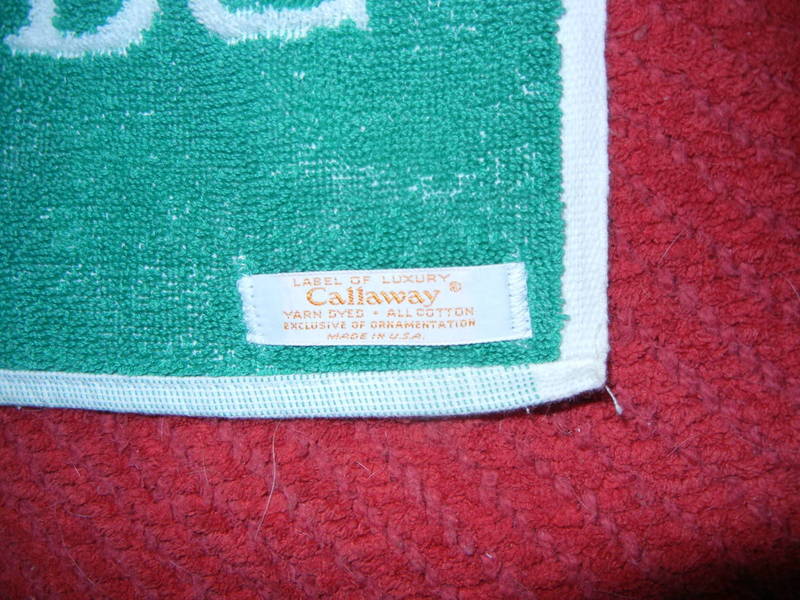 LABEL OF LUXURY
Callaway ®
YARN DYED • ALL COTTON
EXCLUSIVE OF ORNAMENTATION
MADE IN U.S.A.